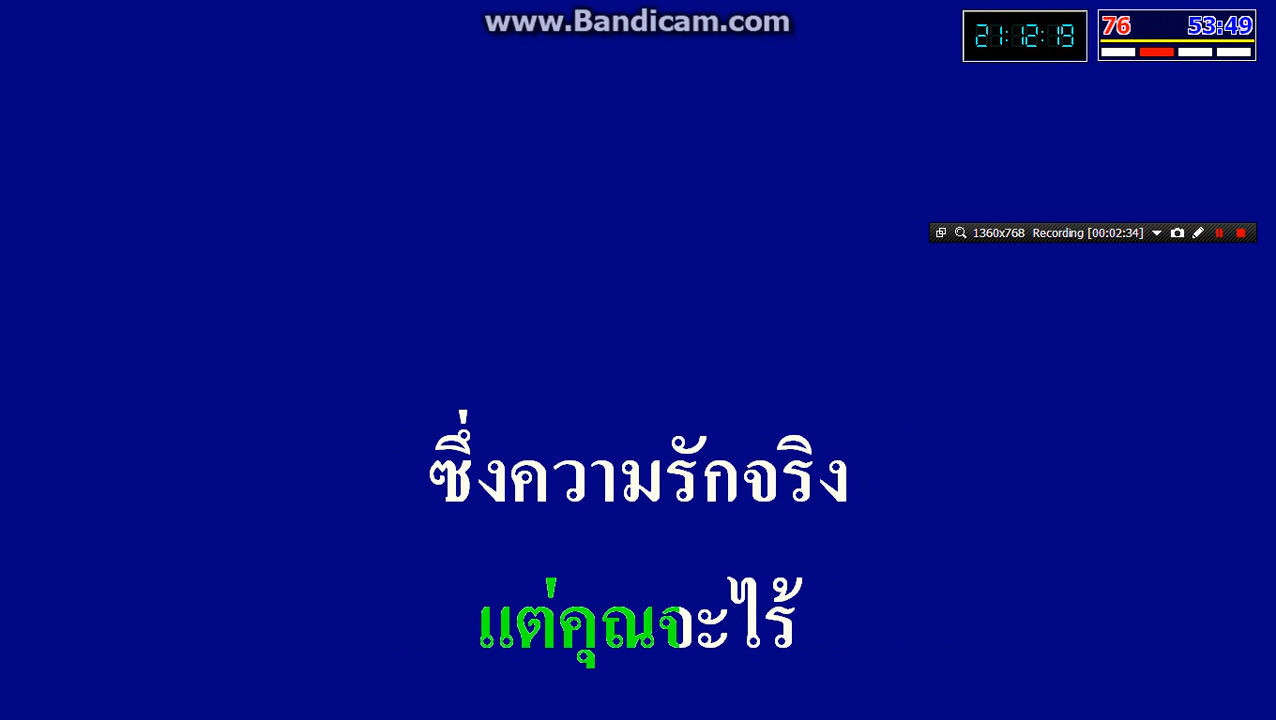 www.Bandicam.com
21:12:19
76 53:49
1360x768 Recording [00:02:34]
ซึ่งความรักจริง
แต่คุณจะไร้